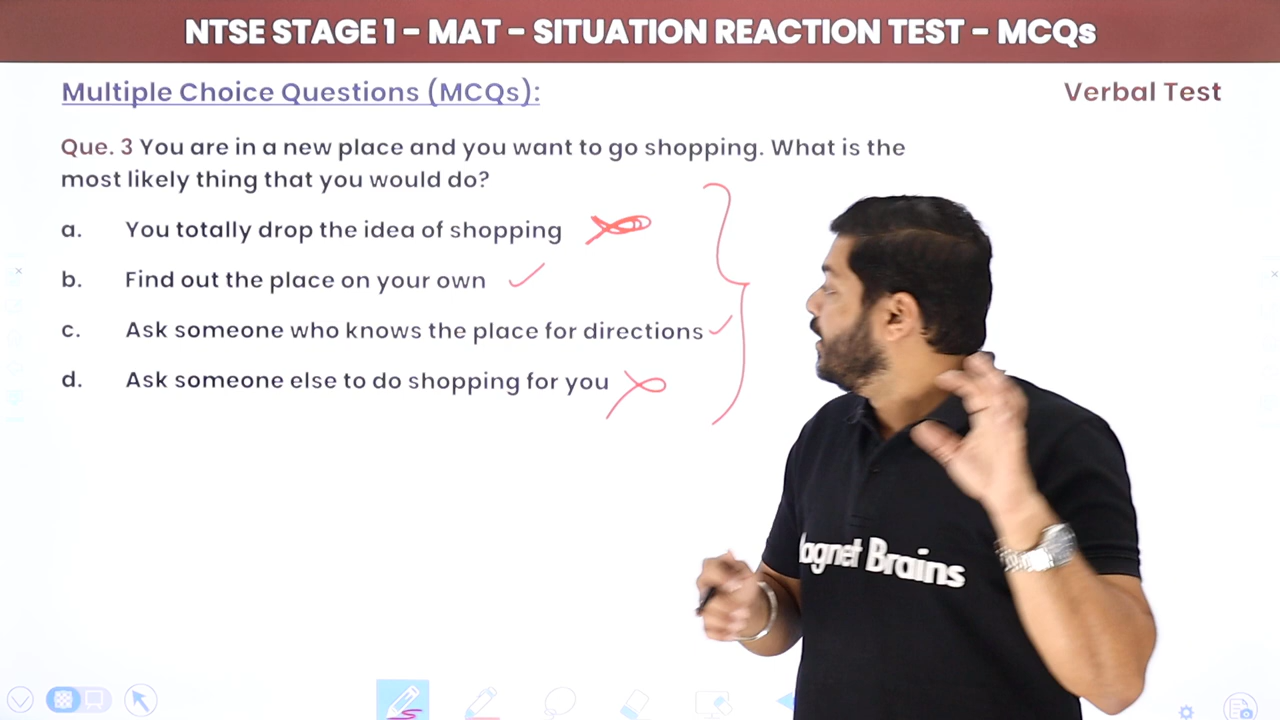 NTSE STAGE 1 – MAT – SITUATION REACTION TEST – MCQs
Multiple Choice Questions (MCQs):
Verbal Test
Que. 3 You are in a new place and you want to go shopping. What is the
most likely thing that you would do?
a. You totally drop the idea of shopping
b. Find out the place on your own
c. Ask someone who knows the place for directions
d. Ask someone else to do shopping for you
agnet Brains